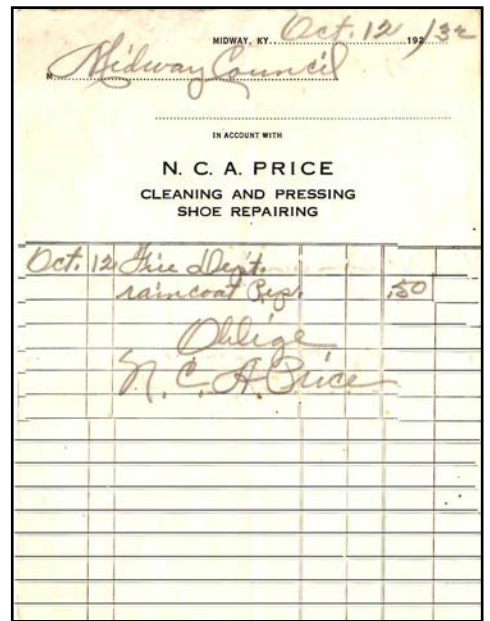 MIDWAY, KY. Oct. 12 192 /32
M Midway Council
IN ACCOUNT WITH
N. C. A. PRICE
CLEANING AND PRESSING
SHOE REPAIRING
Oct. 12 Fire Dep't.
raincoat Rep. .50
Oblige
N. C. A Price